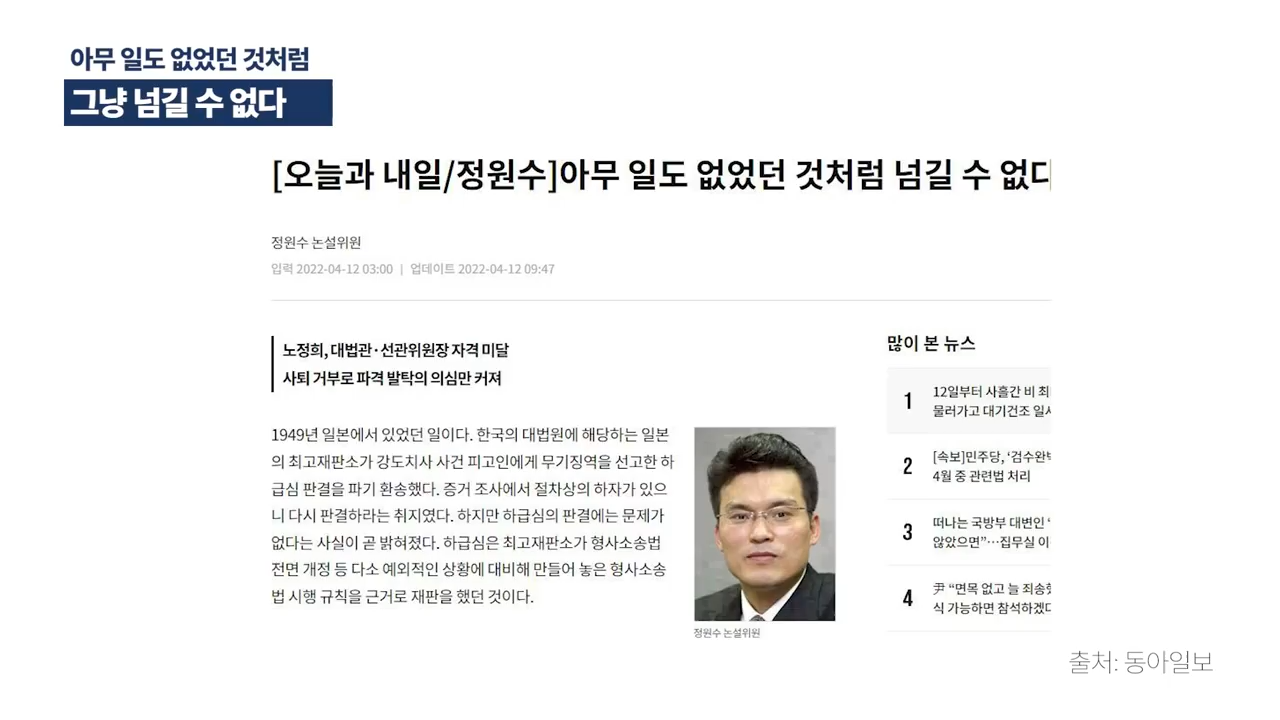 아무 일도 없었던 것처럼
그냥 넘길 수 없다
[오늘과 내일/정원수]아무 일도 없었던 것처럼 넘길 수 없다
정원수 논설위원
입력 2022-04-12 03:00 | 업데이트 2022-04-12 09:47
노정희, 대법관·선관위원장 자격 미달
사퇴 거부로 파격 발탁의 의심만 커져
1949년 일본에서 있었던 일이다. 한국의 대법원에 해당하는 일본
의 최고재판소가 강도치사 사건 피고인에게 무기징역을 선고한 하
급심 판결을 파기 환송했다. 증거 조사에서 절차상의 하자가 있으
니 다시 판결하라는 취지였다. 하지만 하급심의 판결에는 문제가
없다는 사실이 곧 밝혀졌다. 하급심은 최고재판소가 형사소송법
전면 개정 등 다소 예외적인 상황에 대비해 만들어 놓은 형사소송
법 시행 규칙을 근거로 재판을 했던 것이다.
정원수 논설위원
많이 본 뉴스
1
12일부터 사흘간 비 최
물러가고 대기건조 일시
2
[속보]민주당, ‘검수완박
4월 중 관련법 처리
3
떠나는 국방부 대변인 “
않았으면”…집무실 이
4
尹 “면목 없고 늘 죄송
식 가능하면 참석하겠다
출처: 동아일보